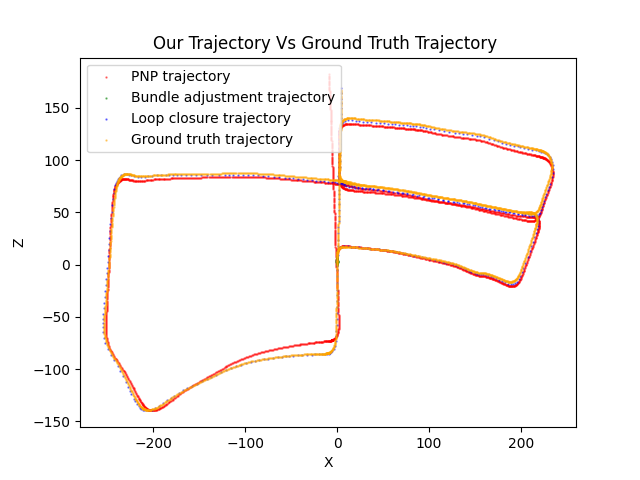 Our Trajectory Vs Ground Truth Trajectory
PNP trajectory
Bundle adjustment trajectory
Loop closure trajectory
Ground truth trajectory
150
100
50
0
−50
−100
−150
Z
−200
−100
0
100
200
X